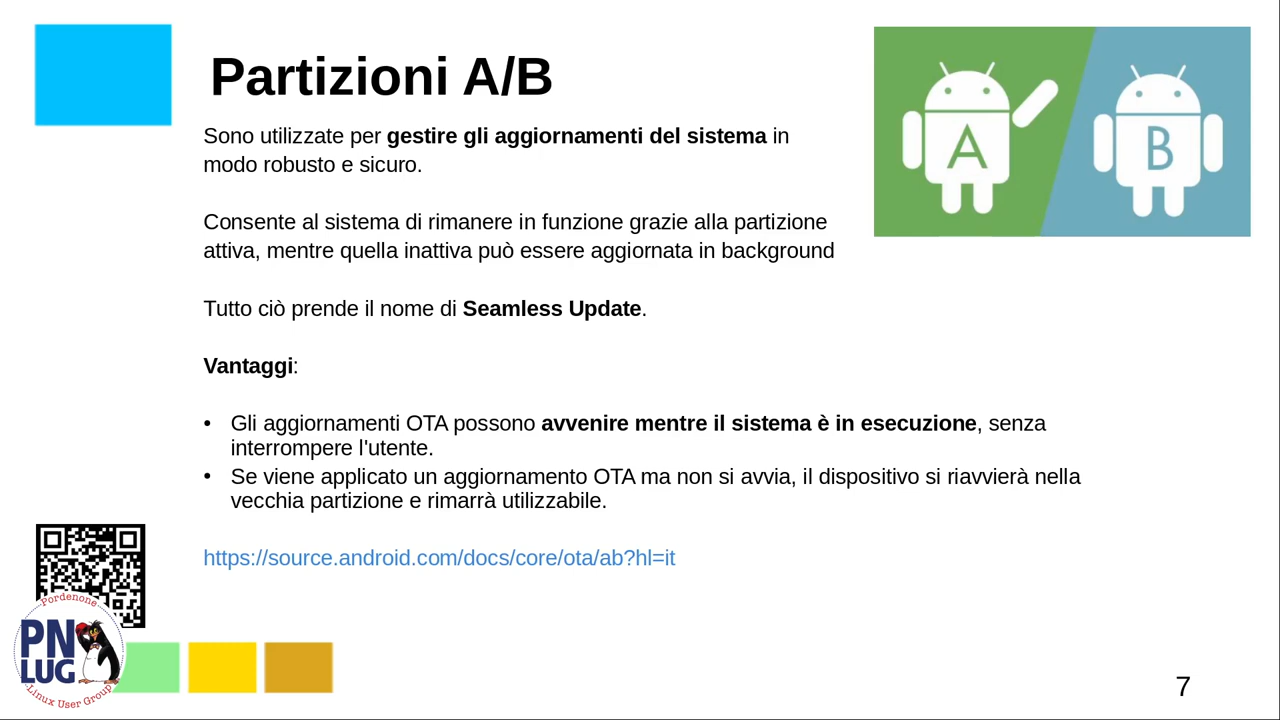 Partizioni A/B
Sono utilizzate per gestire gli aggiornamenti del sistema in
modo robusto e sicuro.
Consente al sistema di rimanere in funzione grazie alla partizione
attiva, mentre quella inattiva può essere aggiornata in background
Tutto ciò prende il nome di Seamless Update.
Vantaggi:
• Gli aggiornamenti OTA possono avvenire mentre il sistema è in esecuzione, senza
interrompere l'utente.
• Se viene applicato un aggiornamento OTA ma non si avvia, il dispositivo si riavvierà nella
vecchia partizione e rimarrà utilizzabile.
https://source.android.com/docs/core/ota/ab?hl=it
A
B
Pordenone
PN
LUG
Linux User Group
7